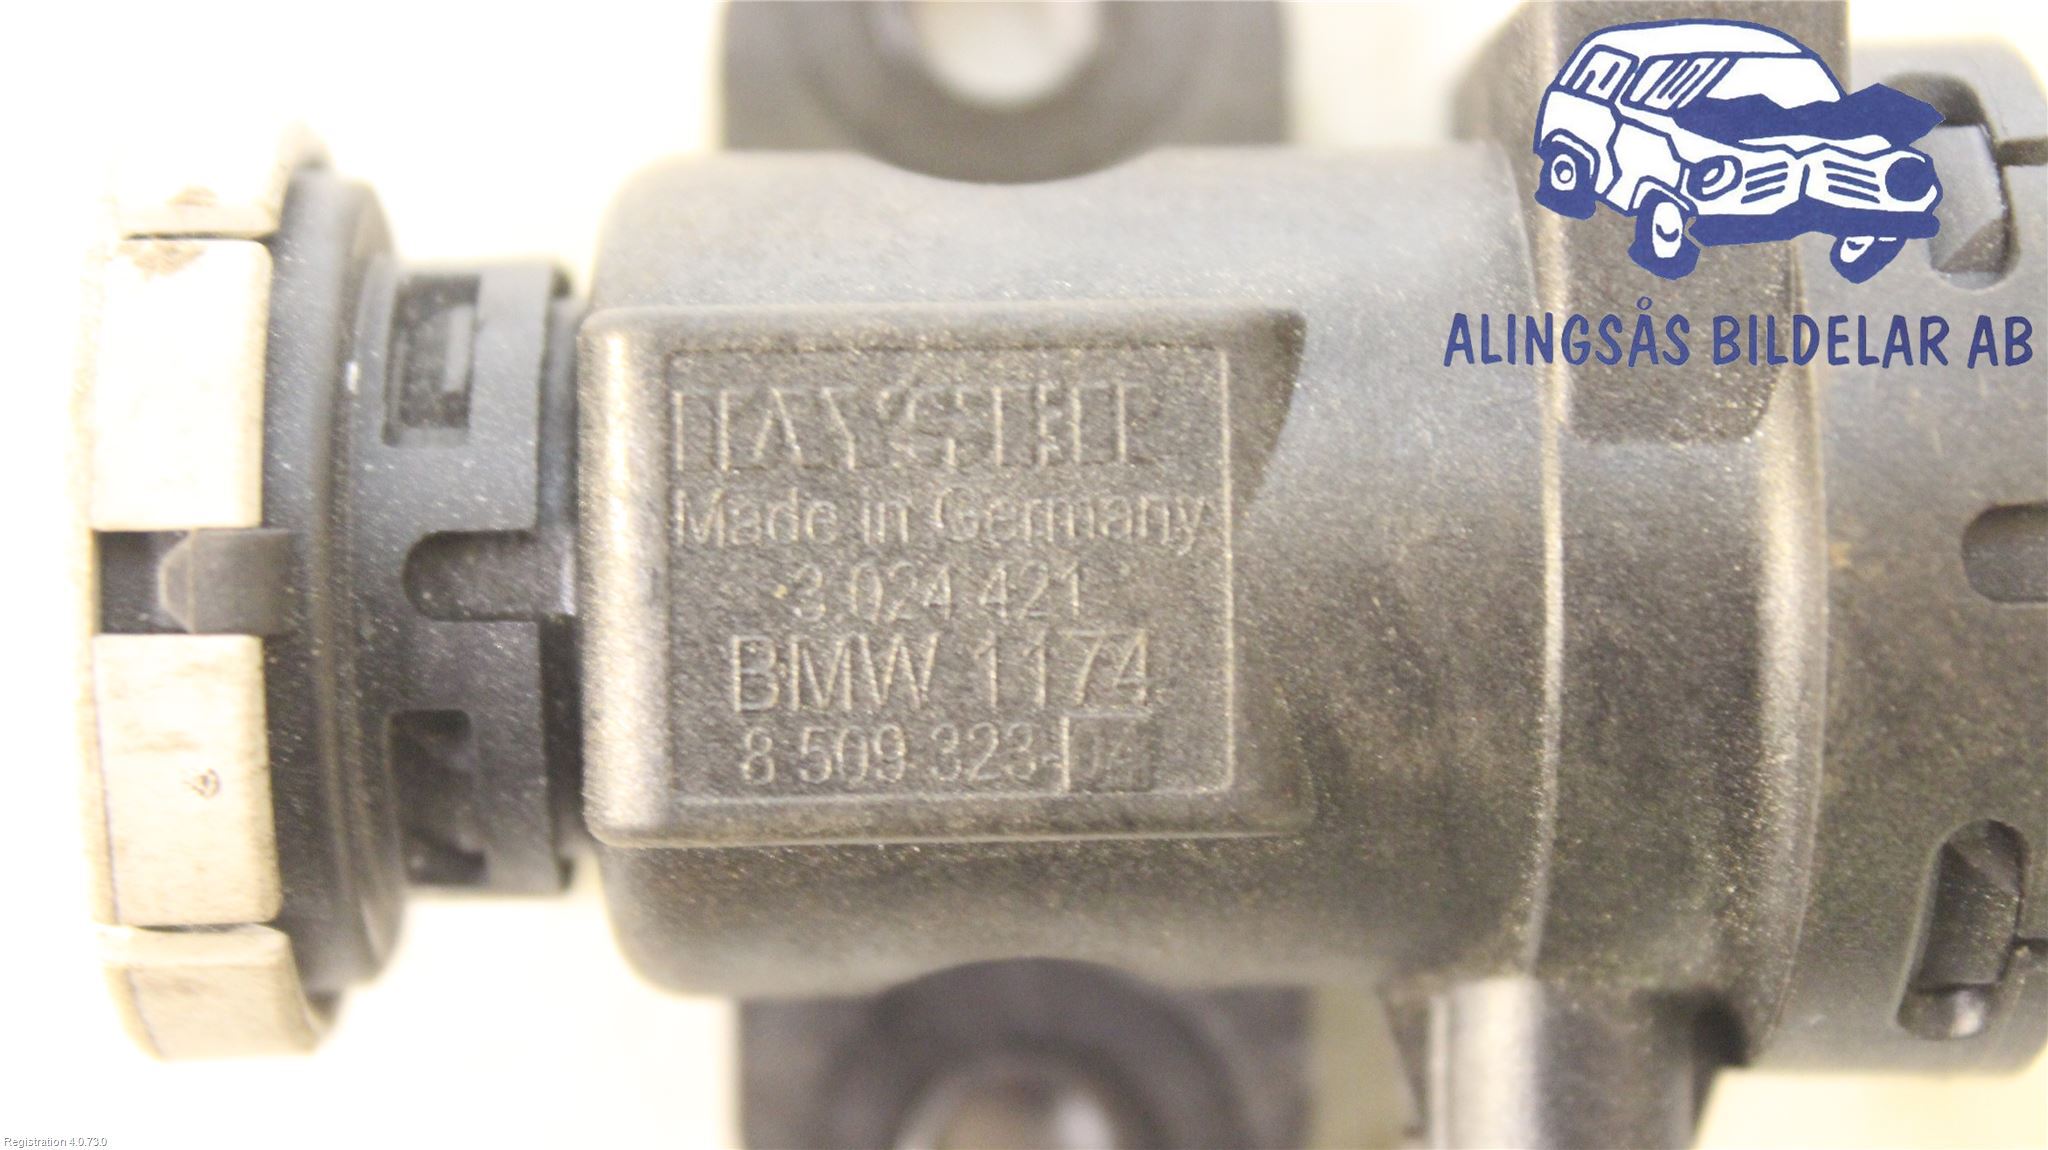 ALINGSÅS BILDELAR AB
Made in Germany
3 024 421
BMW 1174
8 509 323-04
Registration 4.0.73.0